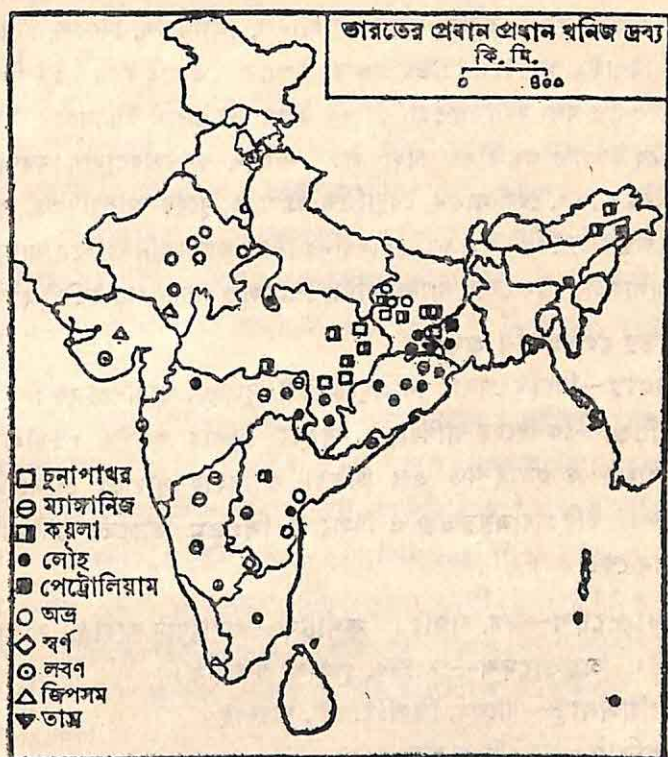 ভারতের প্রধান প্রধান খনিজ দ্রব্য
কি. মি.
০ ৪০০
চুনাপাথর
ম্যাঙ্গানিজ
কয়লা
লৌহ
পেট্রোলিয়াম
অভ্র
স্বর্ণ
লবণ
জিপসম
তাম্র